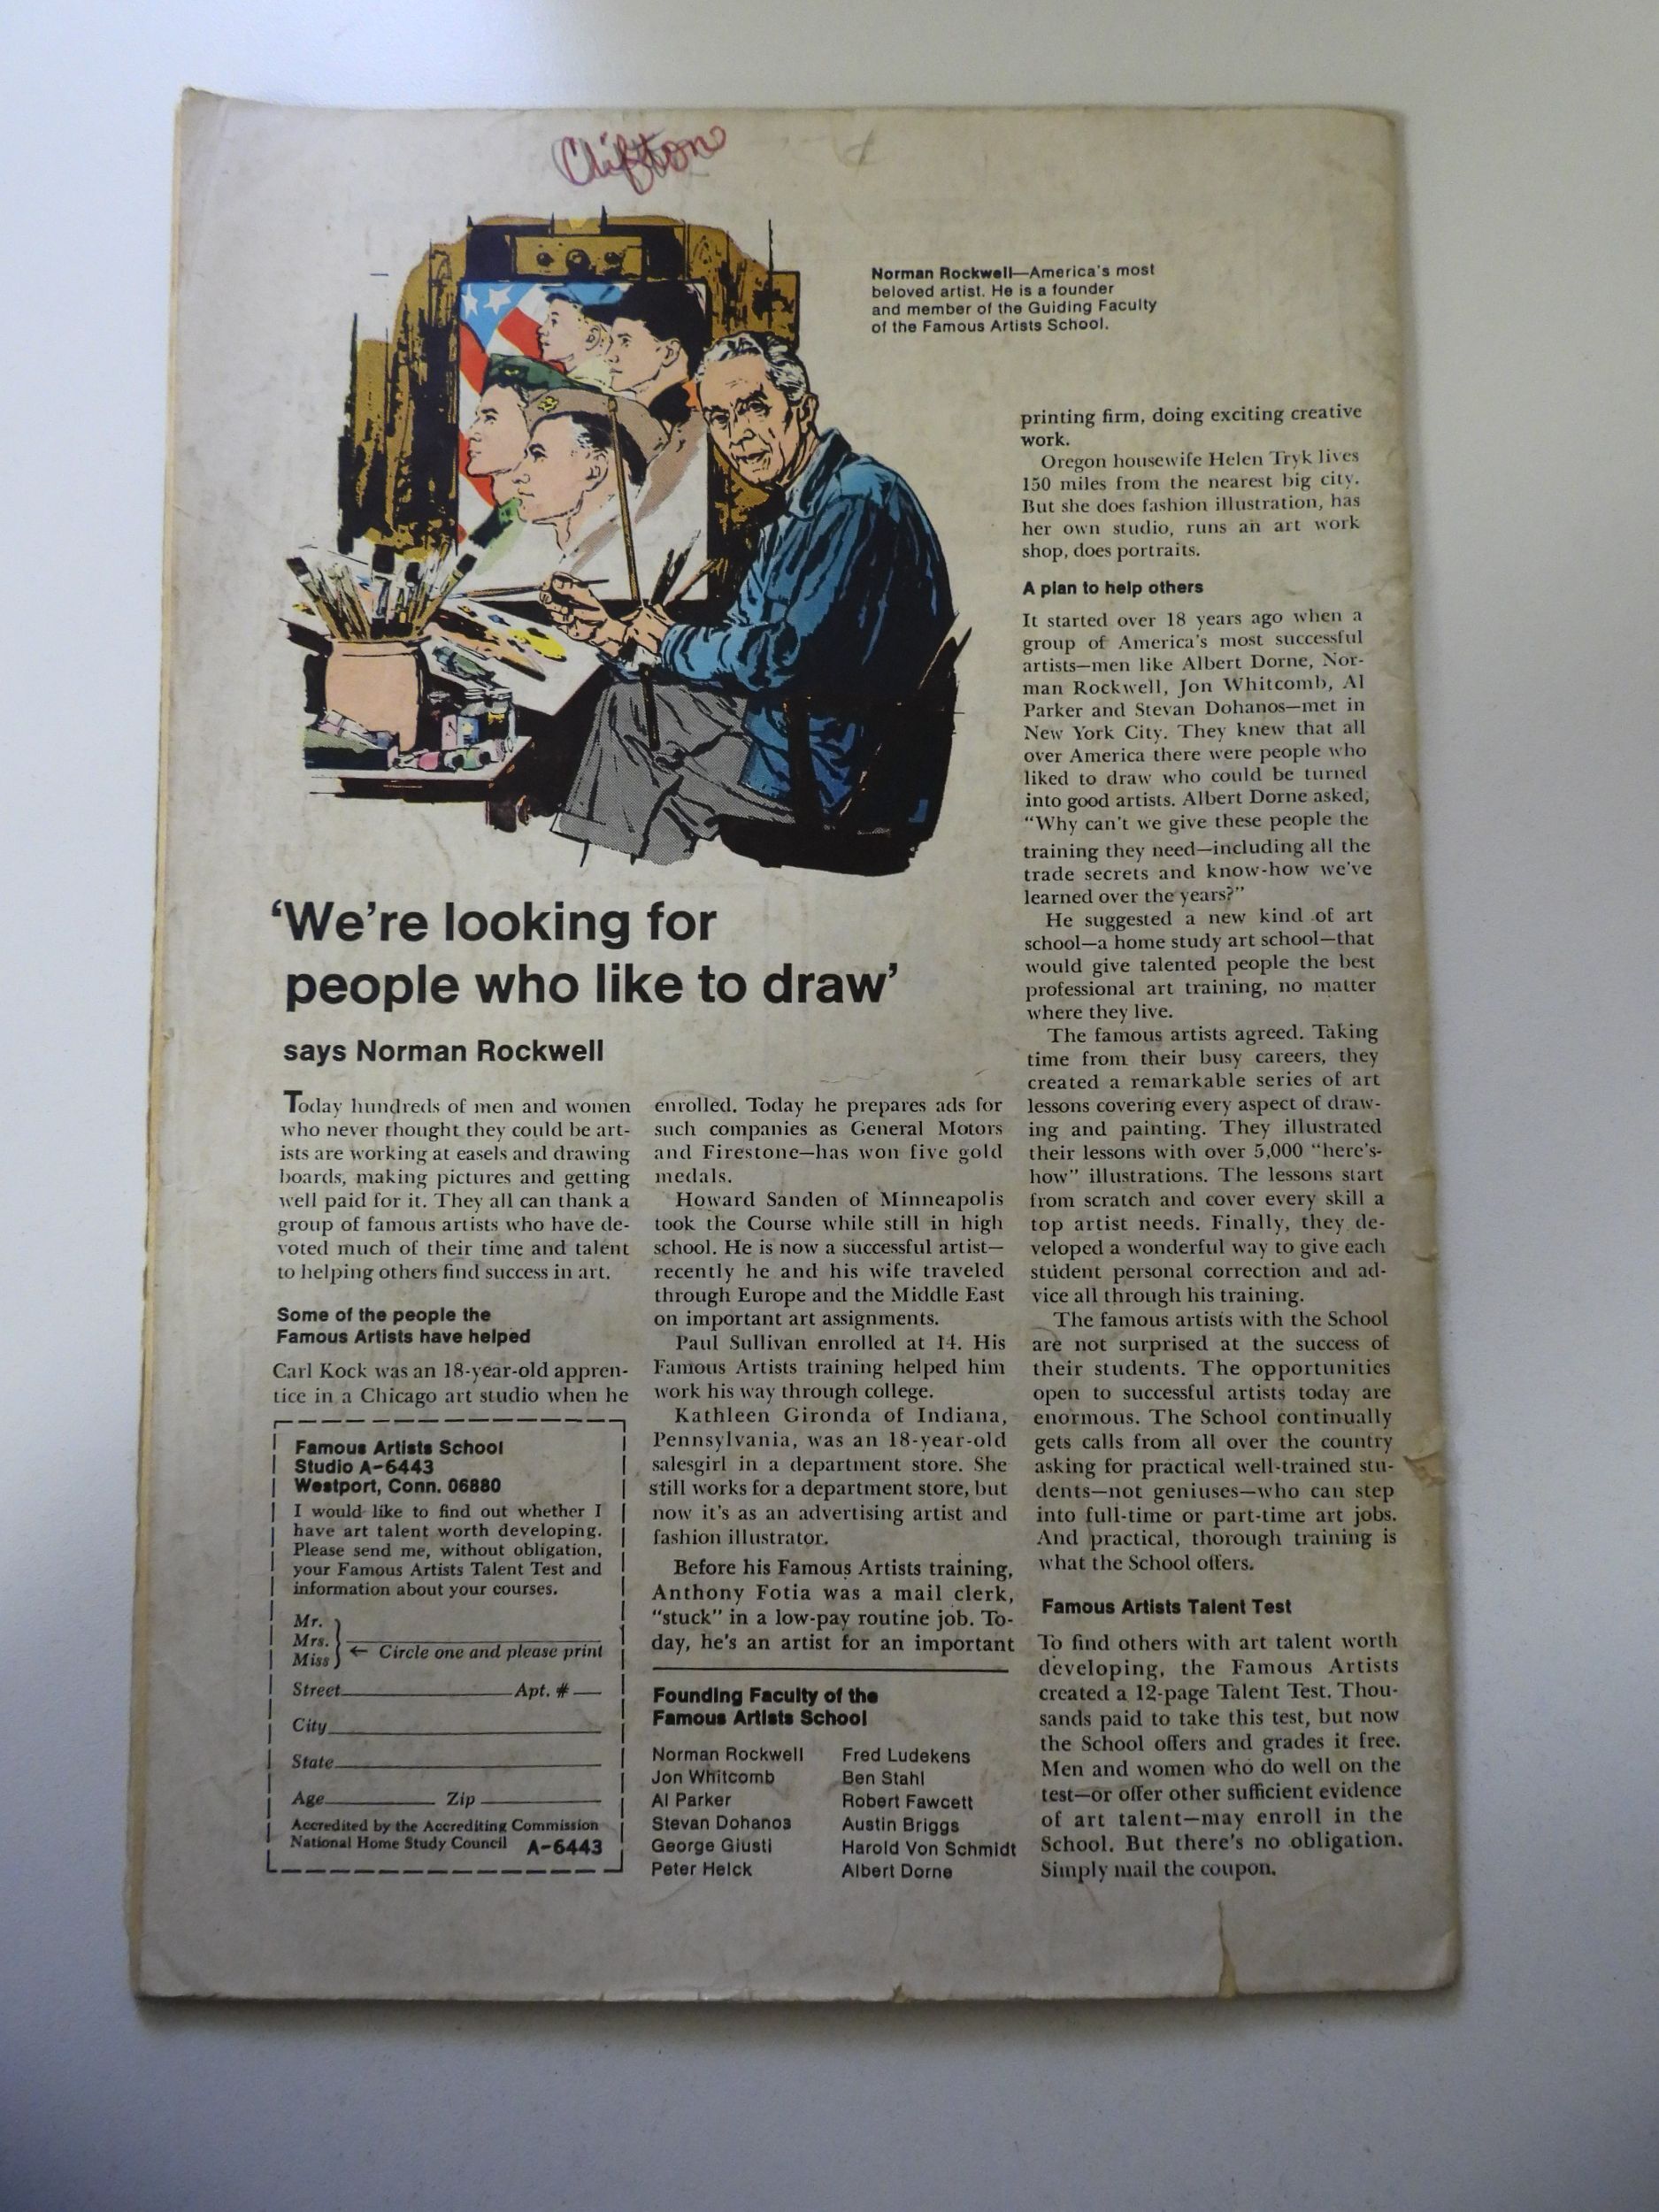 Clifton
Norman Rockwell—America's most
beloved artist. He is a founder
and member of the Guiding Faculty
of the Famous Artists School.
'We're looking for
people who like to draw'
says Norman Rockwell
Today hundreds of men and women
who never thought they could be art-
ists are working at easels and drawing
boards, making pictures and getting
well paid for it. They all can thank a
group of famous artists who have de-
voted much of their time and talent
to helping others find success in art.
Some of the people the
Famous Artists have helped
Carl Kock was an 18-year-old appren-
tice in a Chicago art studio when he
enrolled. Today he prepares ads for
such companies as General Motors
and Firestone—has won five gold
medals.
Howard Sanden of Minneapolis
took the Course while still in high
school. He is now a successful artist—
recently he and his wife traveled
through Europe and the Middle East
on important art assignments.
Paul Sullivan enrolled at 14. His
Famous Artists training helped him
work his way through college.
Kathleen Gironda of Indiana,
Pennsylvania, was an 18-year-old
salesgirl in a department store. She
still works for a department store, but
now it's as an advertising artist and
fashion illustrator.
Before his Famous Artists training,
Anthony Fotia was a mail clerk,
"stuck" in a low-pay routine job. To-
day, he's an artist for an important
printing firm, doing exciting creative
work.
Oregon housewife Helen Tryk lives
150 miles from the nearest big city.
But she does fashion illustration, has
her own studio, runs an art work
shop, does portraits.
A plan to help others
It started over 18 years ago when a
group of America's most successful
artists—men like Albert Dorne, Nor-
man Rockwell, Jon Whitcomb, Al
Parker and Stevan Dohanos—met in
New York City. They knew that all
over America there were people who
liked to draw who could be turned
into good artists. Albert Dorne asked,
"Why can't we give these people the
training they need—including all the
trade secrets and know-how we've
learned over the years?"
He suggested a new kind of art
school—a home study art school—that
would give talented people the best
professional art training, no matter
where they live.
The famous artists agreed. Taking
time from their busy careers, they
created a remarkable series of art
lessons covering every aspect of draw-
ing and painting. They illustrated
their lessons with over 5,000 "here's-
how" illustrations. The lessons start
from scratch and cover every skill a
top artist needs. Finally, they de-
veloped a wonderful way to give each
student personal correction and ad-
vice all through his training.
The famous artists with the School
are not surprised at the success of
their students. The opportunities
open to successful artists today are
enormous. The School continually
gets calls from all over the country
asking for practical well-trained stu-
dents—not geniuses—who can step
into full-time or part-time art jobs.
And practical, thorough training is
what the School offers.
Famous Artists Talent Test
To find others with art talent worth
developing, the Famous Artists
created a 12-page Talent Test. Thou-
sands paid to take this test, but now
the School offers and grades it free.
Men and women who do well on the
test—or offer other sufficient evidence
of art talent—may enroll in the
School. But there's no obligation.
Simply mail the coupon.
Famous Artists School
Studio A-6443
Westport, Conn. 06880
I would like to find out whether I
have art talent worth developing.
Please send me, without obligation,
your Famous Artists Talent Test and
information about your courses.
Mr.
Mrs.
Miss
← Circle one and please print
Street Apt. #
City
State
Age Zip
Accredited by the Accrediting Commission
National Home Study Council A-6443
Founding Faculty of the
Famous Artists School
Norman Rockwell
Jon Whitcomb
Al Parker
Stevan Dohanos
George Giusti
Peter Helck
Fred Ludekens
Ben Stahl
Robert Fawcett
Austin Briggs
Harold Von Schmidt
Albert Dorne